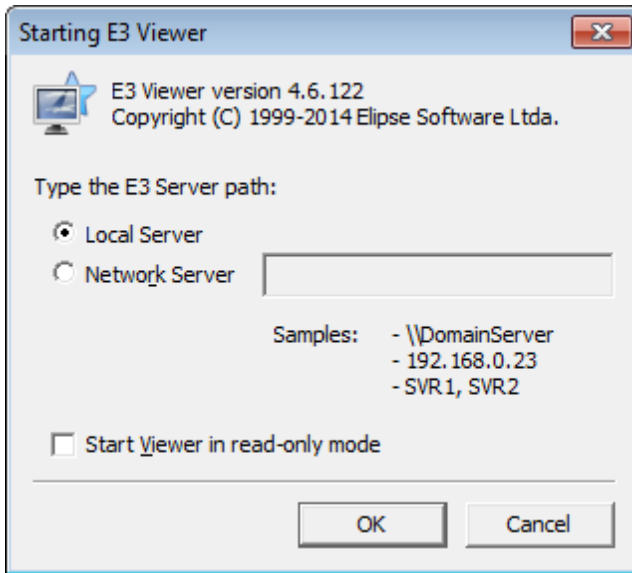 Starting E3 Viewer
E3 Viewer version 4.6.122
Copyright (C) 1999-2014 Elipse Software Ltda.
Type the E3 Server path:
Local Server
Network Server
Samples: - \\DomainServer
- 192.168.0.23
- SVR1, SVR2
Start Viewer in read-only mode
OK Cancel